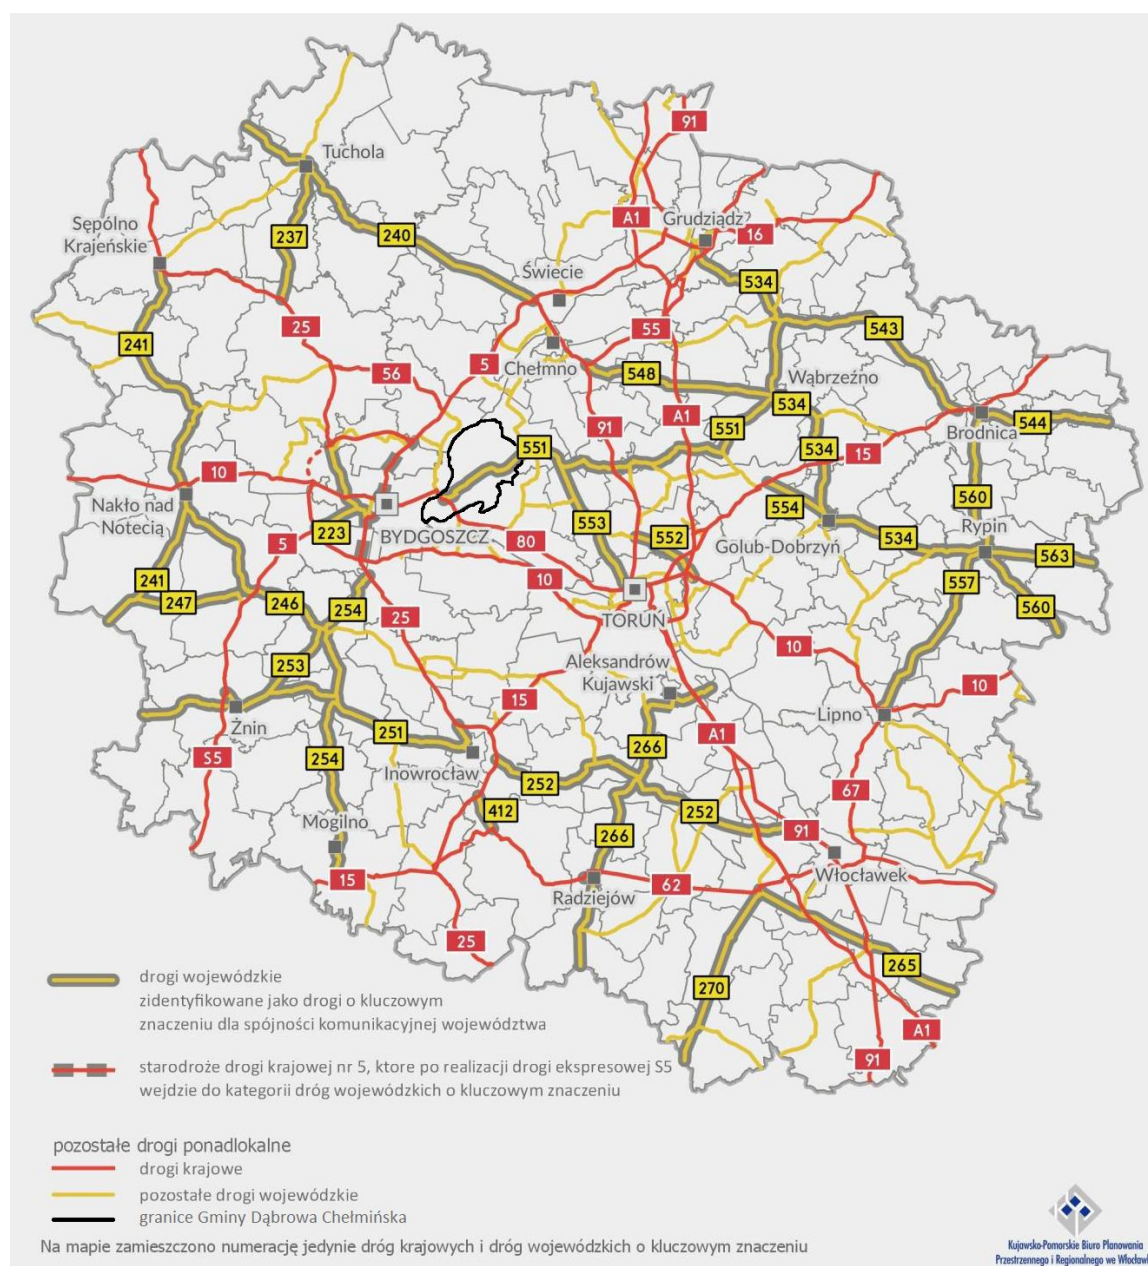 91
Tuchola
A1
Grudziądz
16
Sępólno
Krajeńskie
237
240
Świecie
534
25
55
543
241
5
Chełmno
56
548
Wąbrzeźno
534
A1
91
551
534
544
Brodnica
15
551
10
Nakło nad
Notecią
560
554
BYDGOSZCZ
223
553
Rypin
5
80
552
Golub-Dobrzyń
534
563
241
10
557
247
246
254
25
TORUŃ
560
10
253
Aleksandrów
Kujawski
10
15
Żnin
Lipno
251
A1
S5
254
266
Inowrocław
252
67
412
252
Mogilno
266
91
Włocławek
15
62
Radziejów
25
265
270
A1
91
drogi wojewódzkie
zidentyfikowane jako drogi o kluczowym
znaczeniu dla spójności komunikacyjnej województwa
starodroże drogi krajowej nr 5, ktore po realizacji drogi ekspresowej S5
wejdzie do kategorii dróg wojewódzkich o kluczowym znaczeniu
pozostałe drogi ponadlokalne
drogi krajowe
pozostałe drogi wojewódzkie
granice Gminy Dąbrowa Chełmińska
Na mapie zamieszczono numerację jedynie dróg krajowych i dróg wojewódzkich o kluczowym znaczeniu
Kujawsko-Pomorskie Biuro Planowania
Przestrzennego i Regionalnego we Włocław